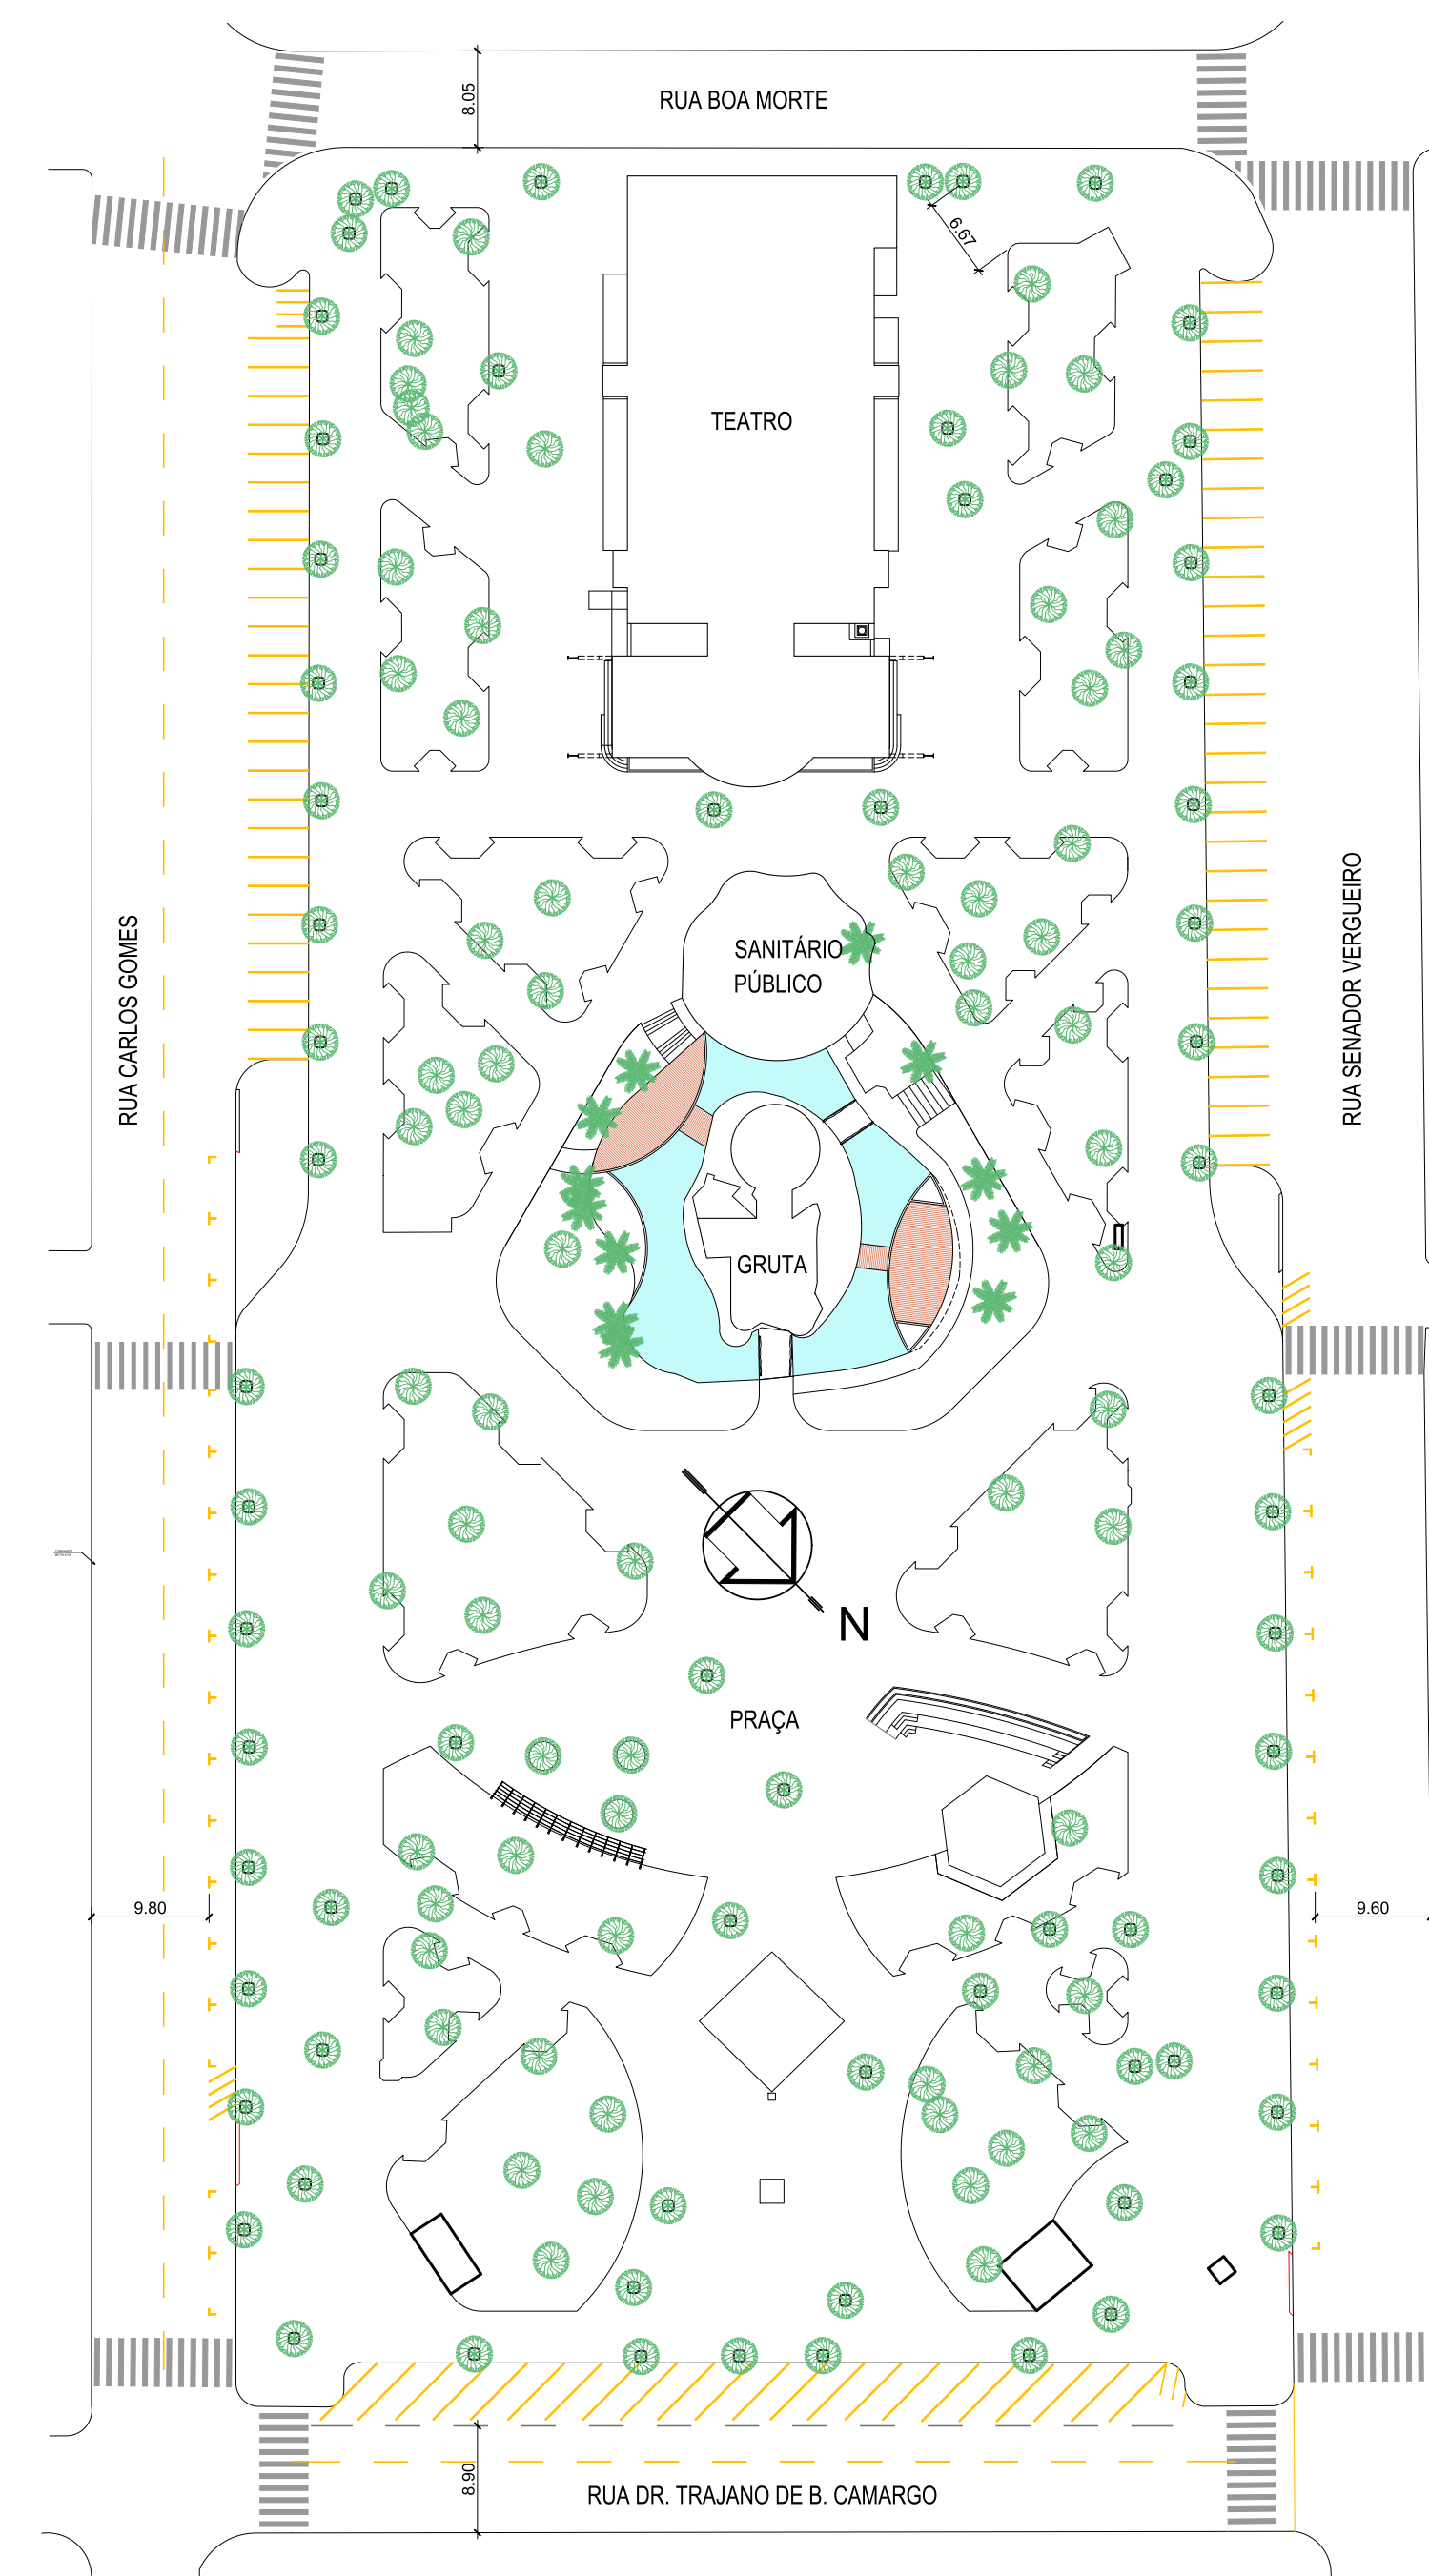 8.05
RUA BOA MORTE
6.67
TEATRO
RUA CARLOS GOMES
RUA SENADOR VERGUEIRO
SANITÁRIO
PÚBLICO
GRUTA
N
PRAÇA
9.80
9.60
8.90
RUA DR. TRAJANO DE B. CAMARGO